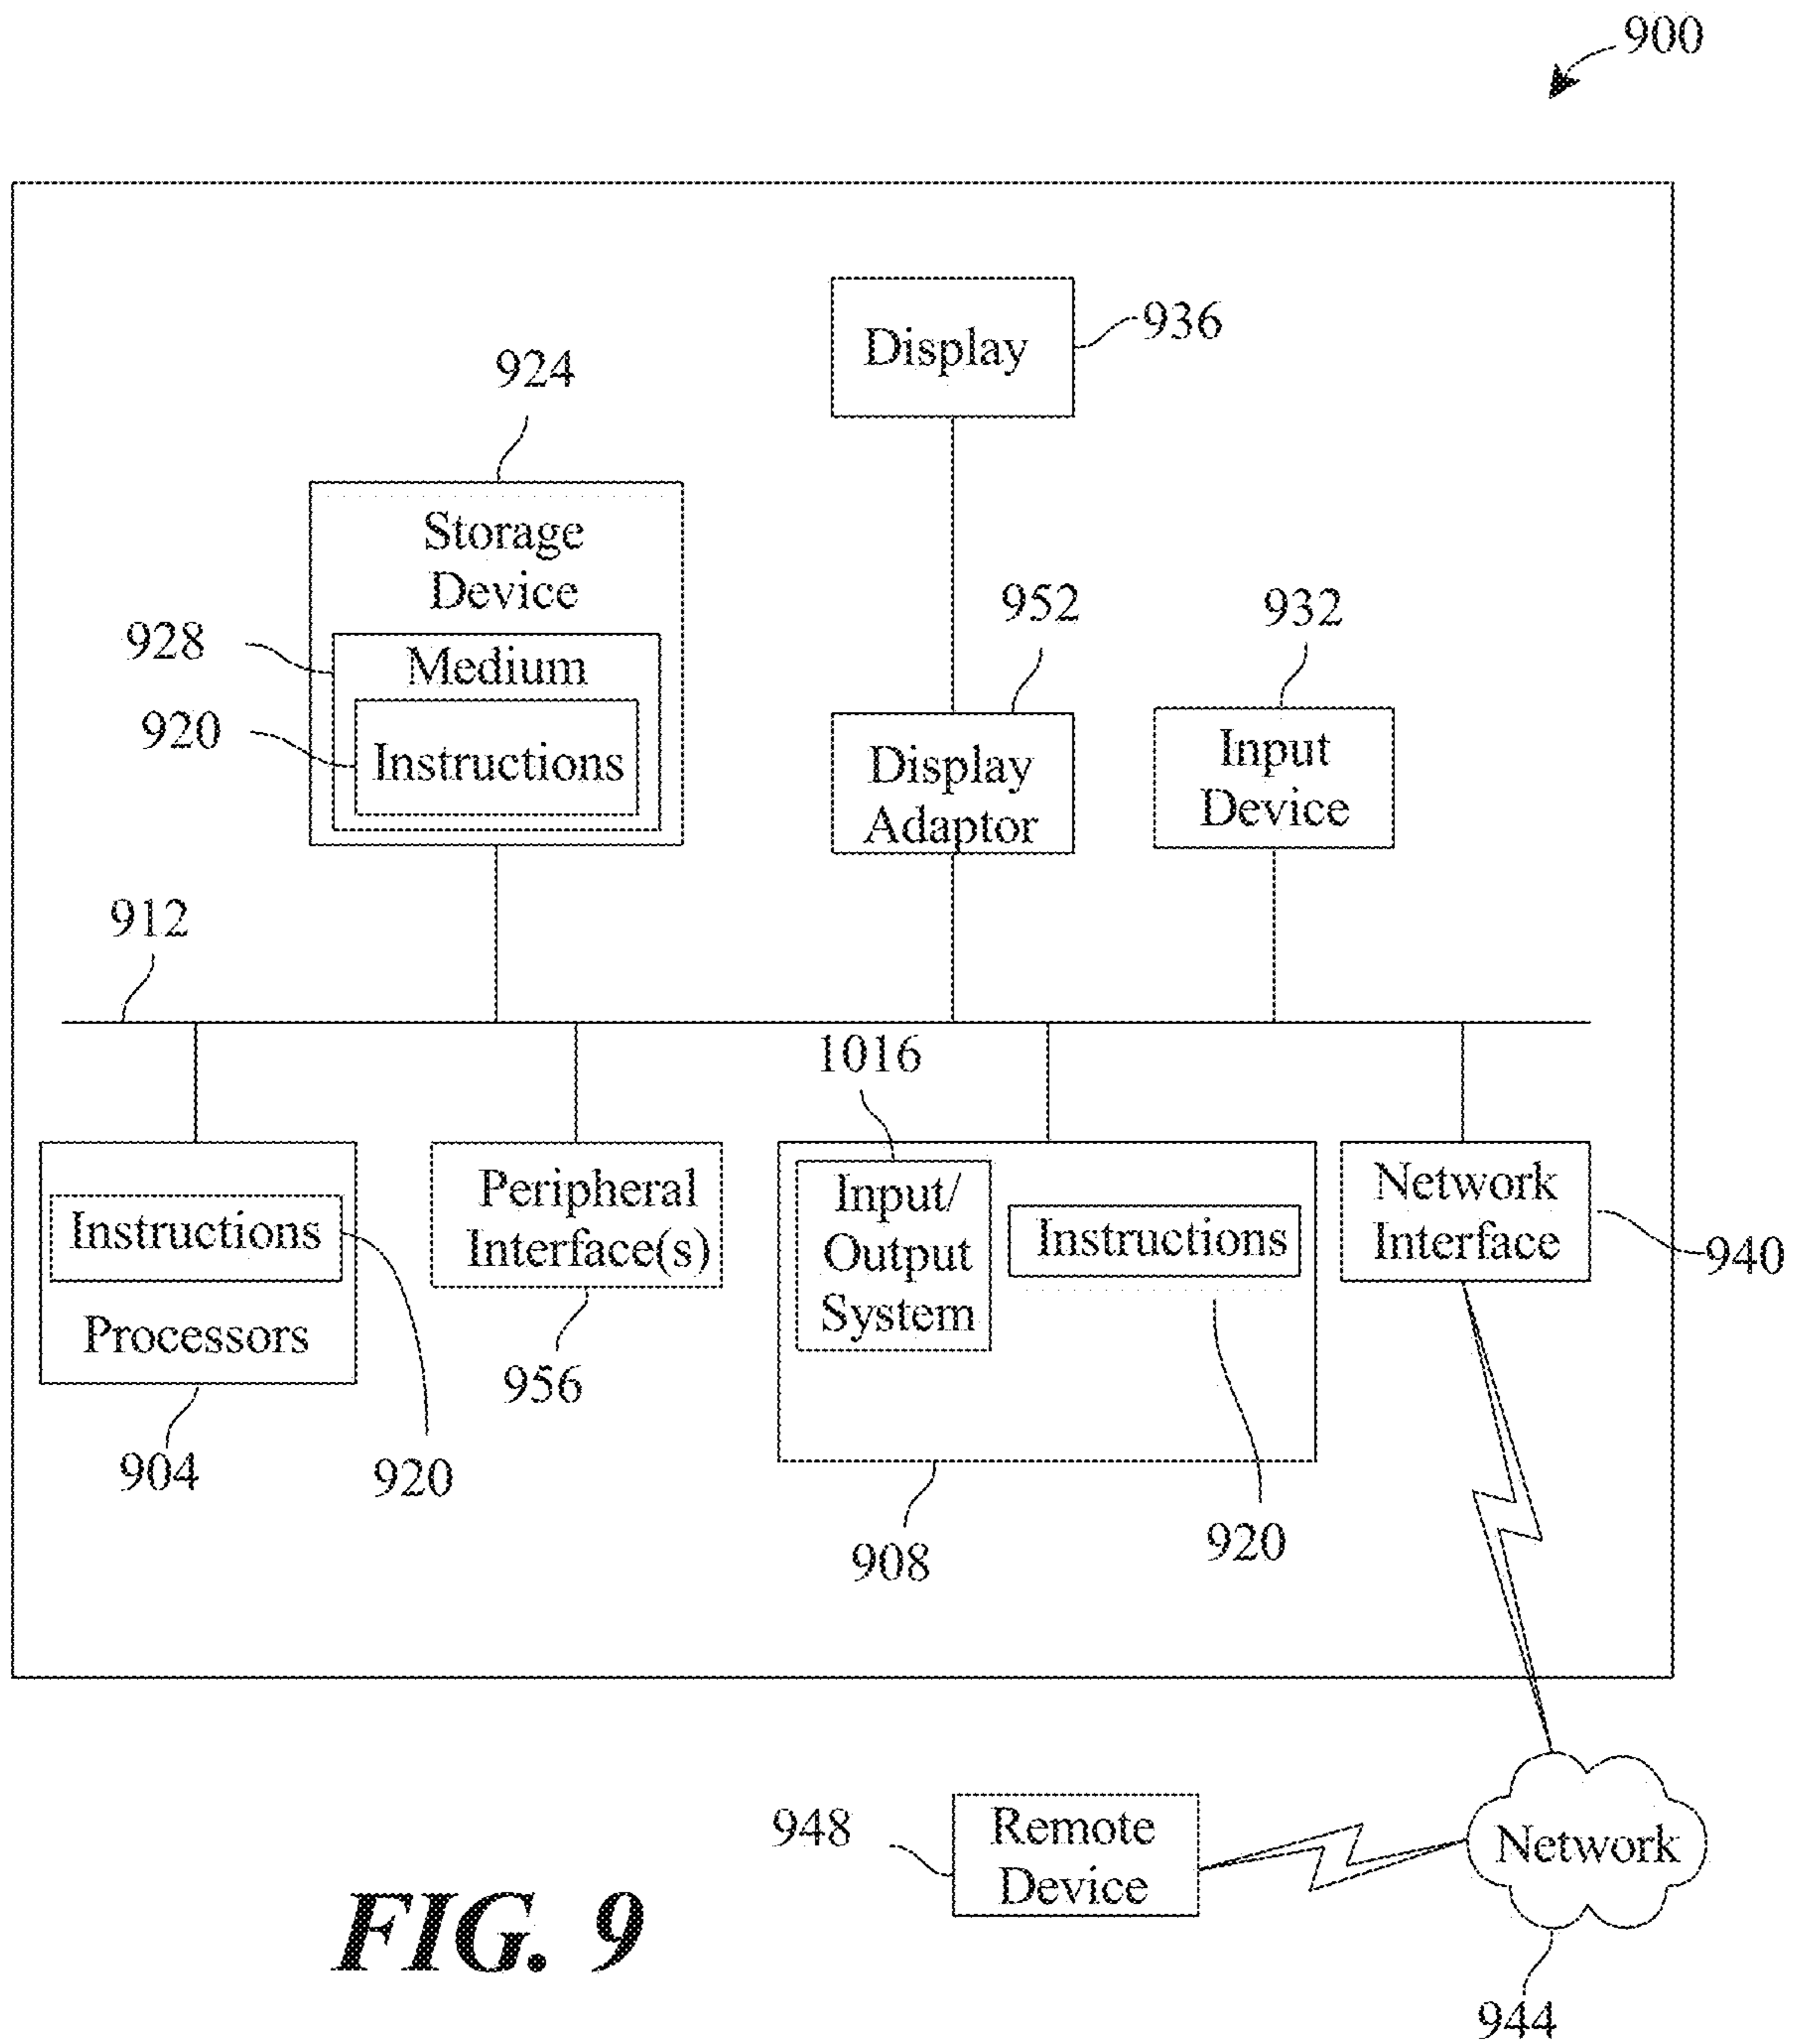 900
Display
936
924
Storage
Device
952
932
928
Medium
920
Instructions
Display
Adaptor
Input
Device
912
1016
Instructions
Processors
Peripheral
Interface(s)
Input/
Output
System
Instructions
Network
Interface
940
956
904
920
908
920
948
Remote
Device
Network
FIG. 9
944